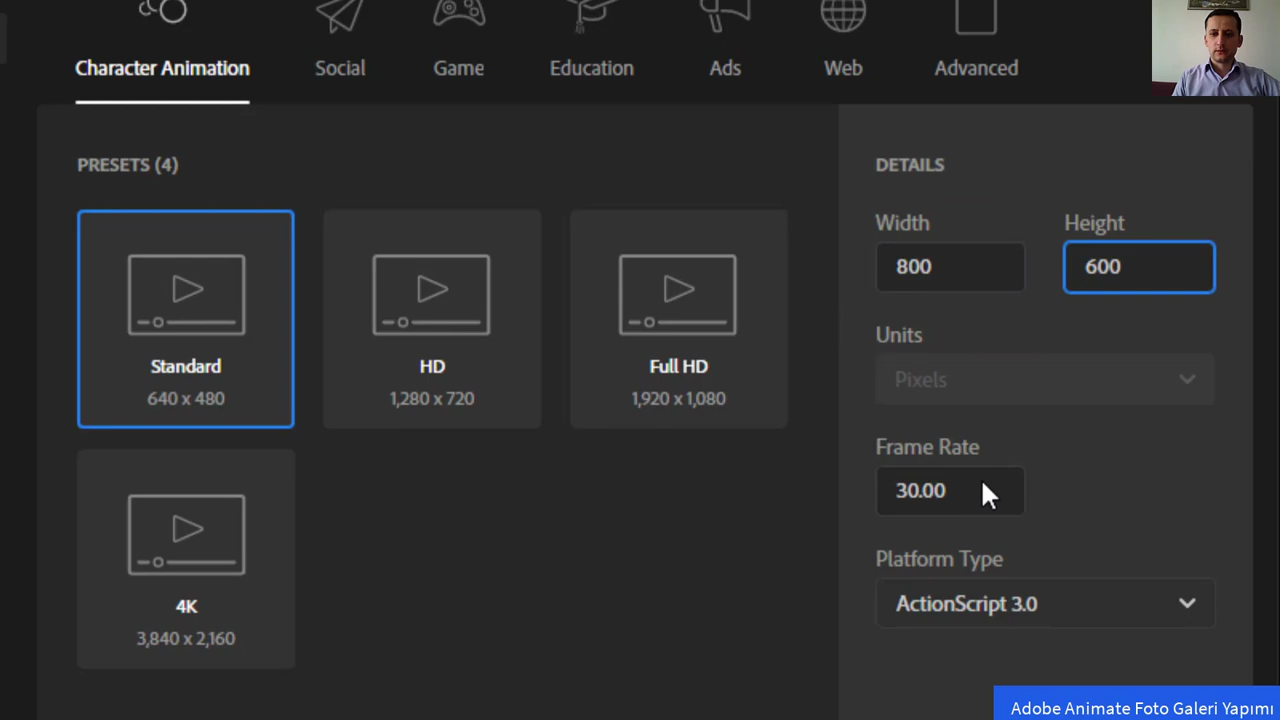 Character Animation
Social
Game
Education
Ads
Web
Advanced
PRESETS (4)
Standard
640 x 480
HD
1,280 x 720
Full HD
1,920 x 1,080
4K
3,840 x 2,160
DETAILS
Width
Height
800
600
Units
Pixels
Frame Rate
30.00
Platform Type
ActionScript 3.0
Adobe Animate Foto Galeri Yapımı